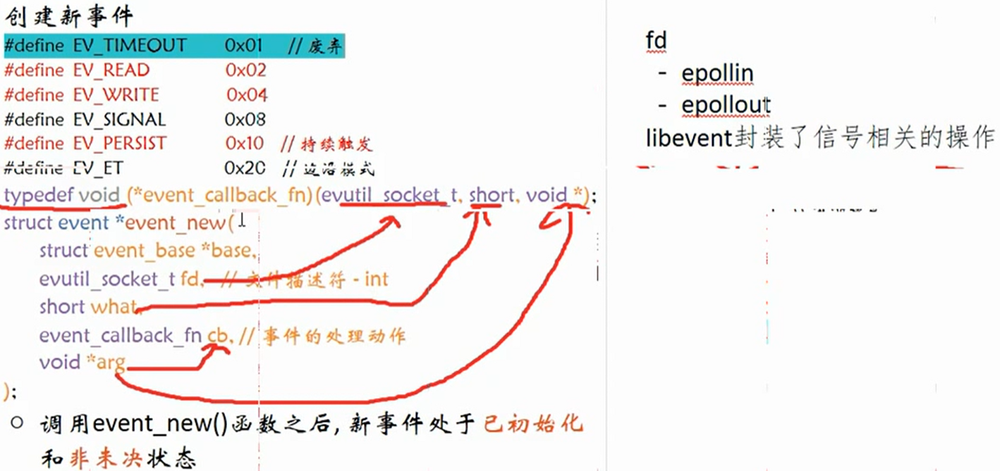 创建新事件
#define EV_TIMEOUT 0x01 // 废弃
#define EV_READ 0x02
#define EV_WRITE 0x04
#define EV_SIGNAL 0x08
#define EV_PERSIST 0x10 // 持续触发
#define EV_ET 0x20 // 边沿模式
typedef void (*event_callback_fn)(evutil_socket_t, short, void *);
struct event *event_new(
struct event_base *base,
evutil_socket_t fd, // 文件描述符 - int
short what,
event_callback_fn cb, // 事件的处理动作
void *arg
);
○ 调用event_new()函数之后, 新事件处于已初始化
和非未决状态
fd
- epollin
- epollout
libevent封装了信号相关的操作